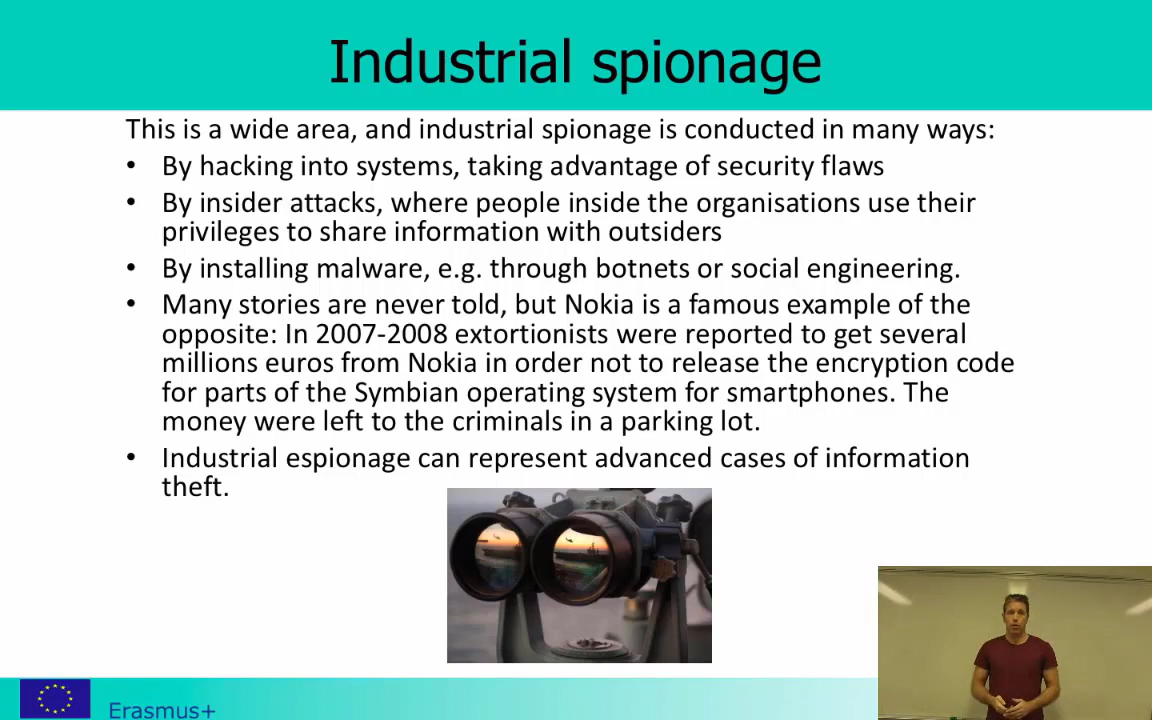 Industrial spionage
This is a wide area, and industrial spionage is conducted in many ways:
• By hacking into systems, taking advantage of security flaws
• By insider attacks, where people inside the organisations use their
privileges to share information with outsiders
• By installing malware, e.g. through botnets or social engineering.
• Many stories are never told, but Nokia is a famous example of the
opposite: In 2007-2008 extortionists were reported to get several
millions euros from Nokia in order not to release the encryption code
for parts of the Symbian operating system for smartphones. The
money were left to the criminals in a parking lot.
• Industrial espionage can represent advanced cases of information
theft.
Erasmus+